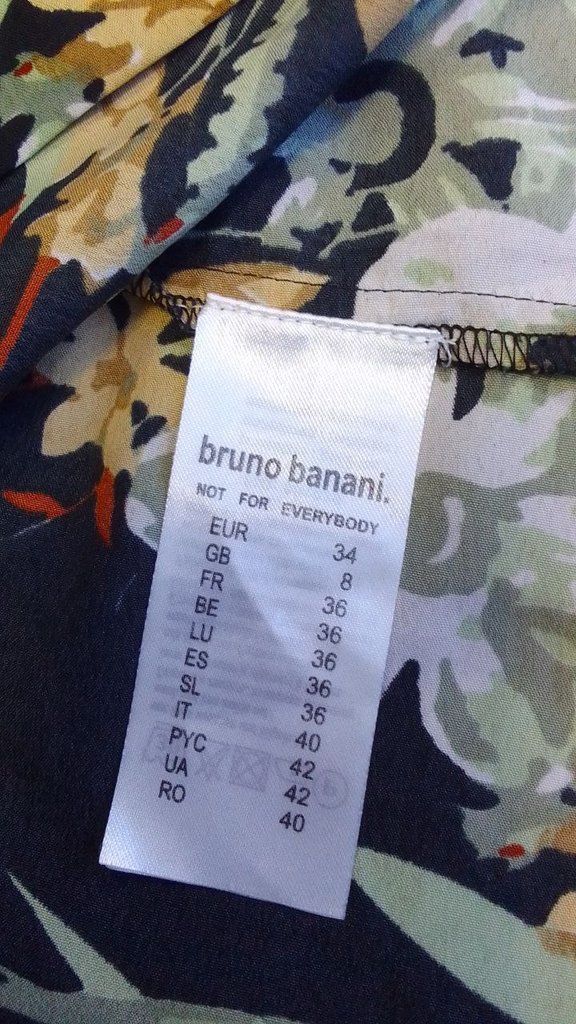 bruno banani.
NOT FOR EVERYBODY
EUR 34
GB 8
FR 36
BE 36
LU 36
ES 36
SL 36
IT 40
PYC 42
UA 42
RO 40